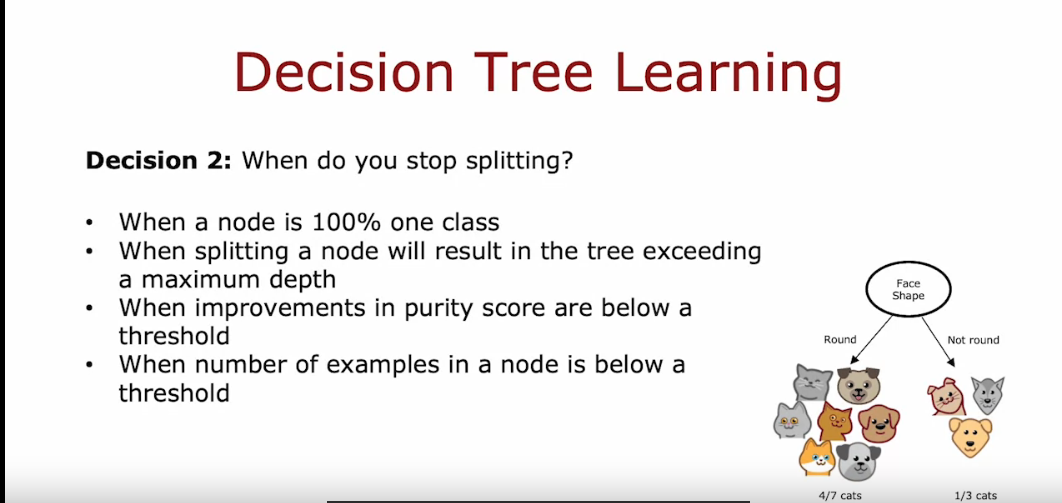 Decision Tree Learning
Decision 2: When do you stop splitting?
• When a node is 100% one class
• When splitting a node will result in the tree exceeding
a maximum depth
• When improvements in purity score are below a
threshold
• When number of examples in a node is below a
threshold
Face
Shape
Round
Not round
4/7 cats
1/3 cats